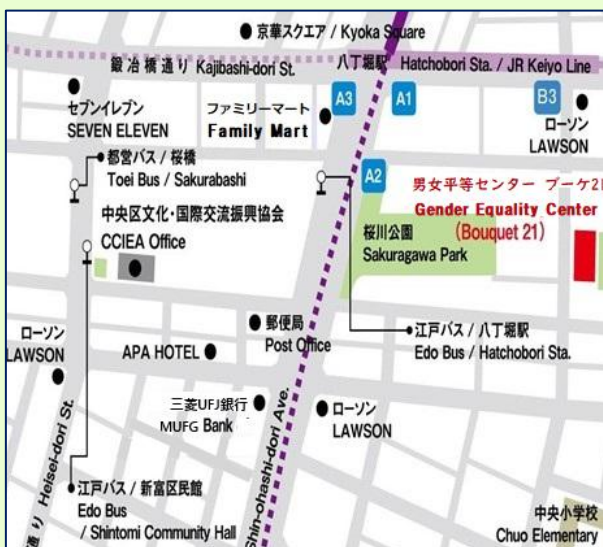 京華スクエア / Kyoka Square
鍛冶橋通り Kajibashi-dori St.
八丁堀駅 Hatchobori Sta. / JR Keiyo Line
A3
A1
B3
セブンイレブン
SEVEN ELEVEN
ファミリーマート
Family Mart
ローソン
LAWSON
都営バス / 桜橋
Toei Bus / Sakurabashi
A2
男女平等センター ブーケ21
Gender Equality Center
(Bouquet 21)
中央区文化・国際交流振興協会
CCIEA Office
桜川公園
Sakuragawa Park
郵便局
Post Office
江戸バス / 八丁堀駅
Edo Bus / Hatchobori Sta.
ローソン
LAWSON
APA HOTEL
三菱UFJ銀行
MUFG Bank
ローソン
LAWSON
通り Heisei-dori St.
Shin-ohashi-dori Ave.
江戸バス / 新富区民館
Edo Bus
/ Shintomi Community Hall
中央小学校
Chuo Elementary